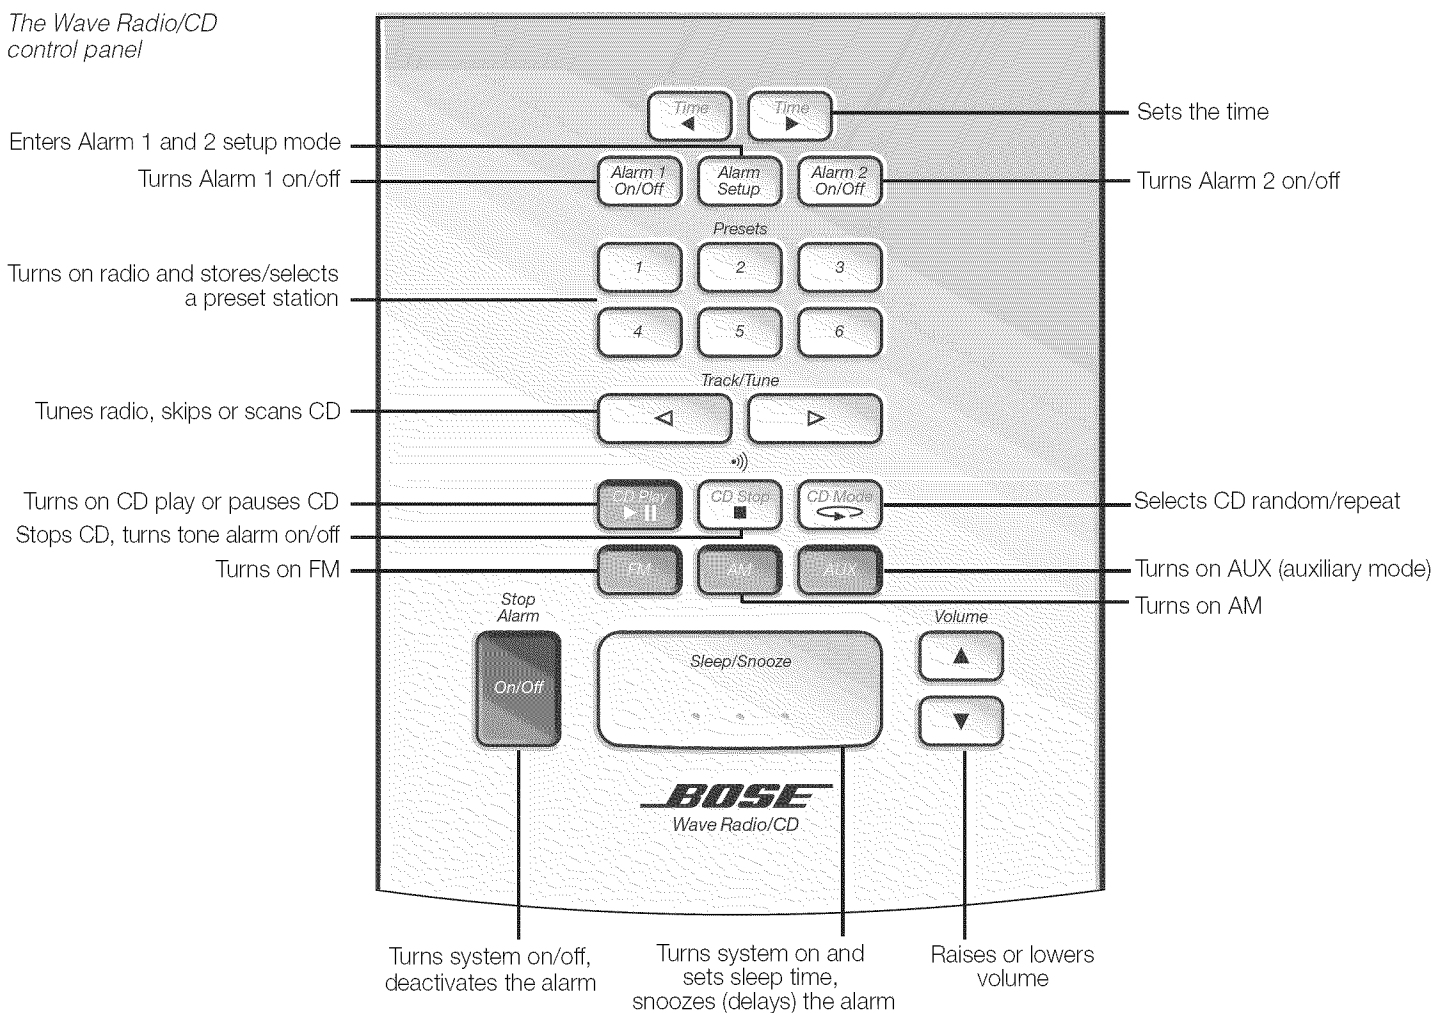 The Wave Radio/CD
control panel
Time
Time
Sets the time
Enters Alarm 1 and 2 setup mode
Turns Alarm 1 on/off
Alarm 1
On/Off
Alarm
Setup
Alarm 2
On/Off
Turns Alarm 2 on/off
Presets
Turns on radio and stores/selects
a preset station
1
2
3
4
5
6
Track/Tune
Tunes radio, skips or scans CD
Turns on CD play or pauses CD
CD Play
CD Stop
CD Mode
Selects CD random/repeat
Stops CD, turns tone alarm on/off
Turns on FM
FM
AM
AUX
Turns on AUX (auxiliary mode)
Turns on AM
Stop
Alarm
On/Off
Sleep/Snooze
Volume
BOSE
Wave Radio/CD
Turns system on/off,
deactivates the alarm
Turns system on and
sets sleep time,
snoozes (delays) the alarm
Raises or lowers
volume